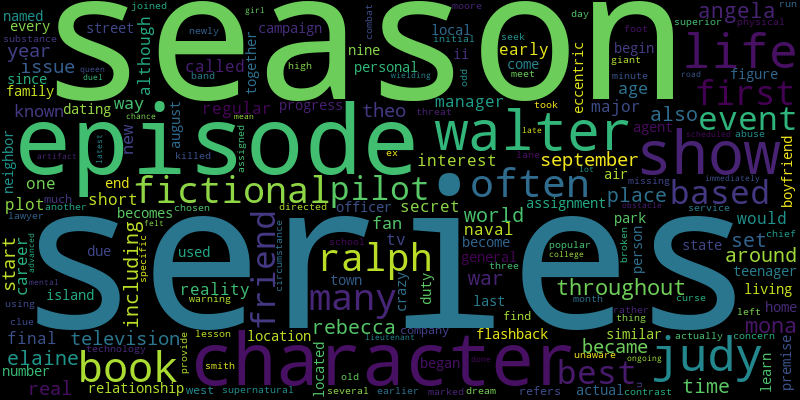 named joined girl newly day moore run
every street although season combat foot superior angela physical
substance called together local ii nine early seek come meet giant begin life
year issue personal eccentric age figure
since queen duel band high odd minute road
family dating way regular progress theo manager took major first
known chance august latest mean threat late also event
neighbor artifact new killed episode ex walter lane agent show
assigned interest september air missing scheduled abuse immediately
one end fictional pilot often lot place based boyfriend
plot another much short lawyer chosen directed officer secret world assignment obstacle
becomes felt fan popular college park service would
start career advanced including specific due used friend circumstance school tv naval become broken person state set chief around
series general three war ralph teenager
mental island reality town crazy duty last month curse throughout living
using warning many rather home
clue find thing left mona
final television provide lesson location rebecca company flashback similar actually concern
technology lieutenant became premise
elaine book smith character located began done unaware ongoing judy
number relationship old best actual time learn
real west supernatural several earlier marked dream refers contrast